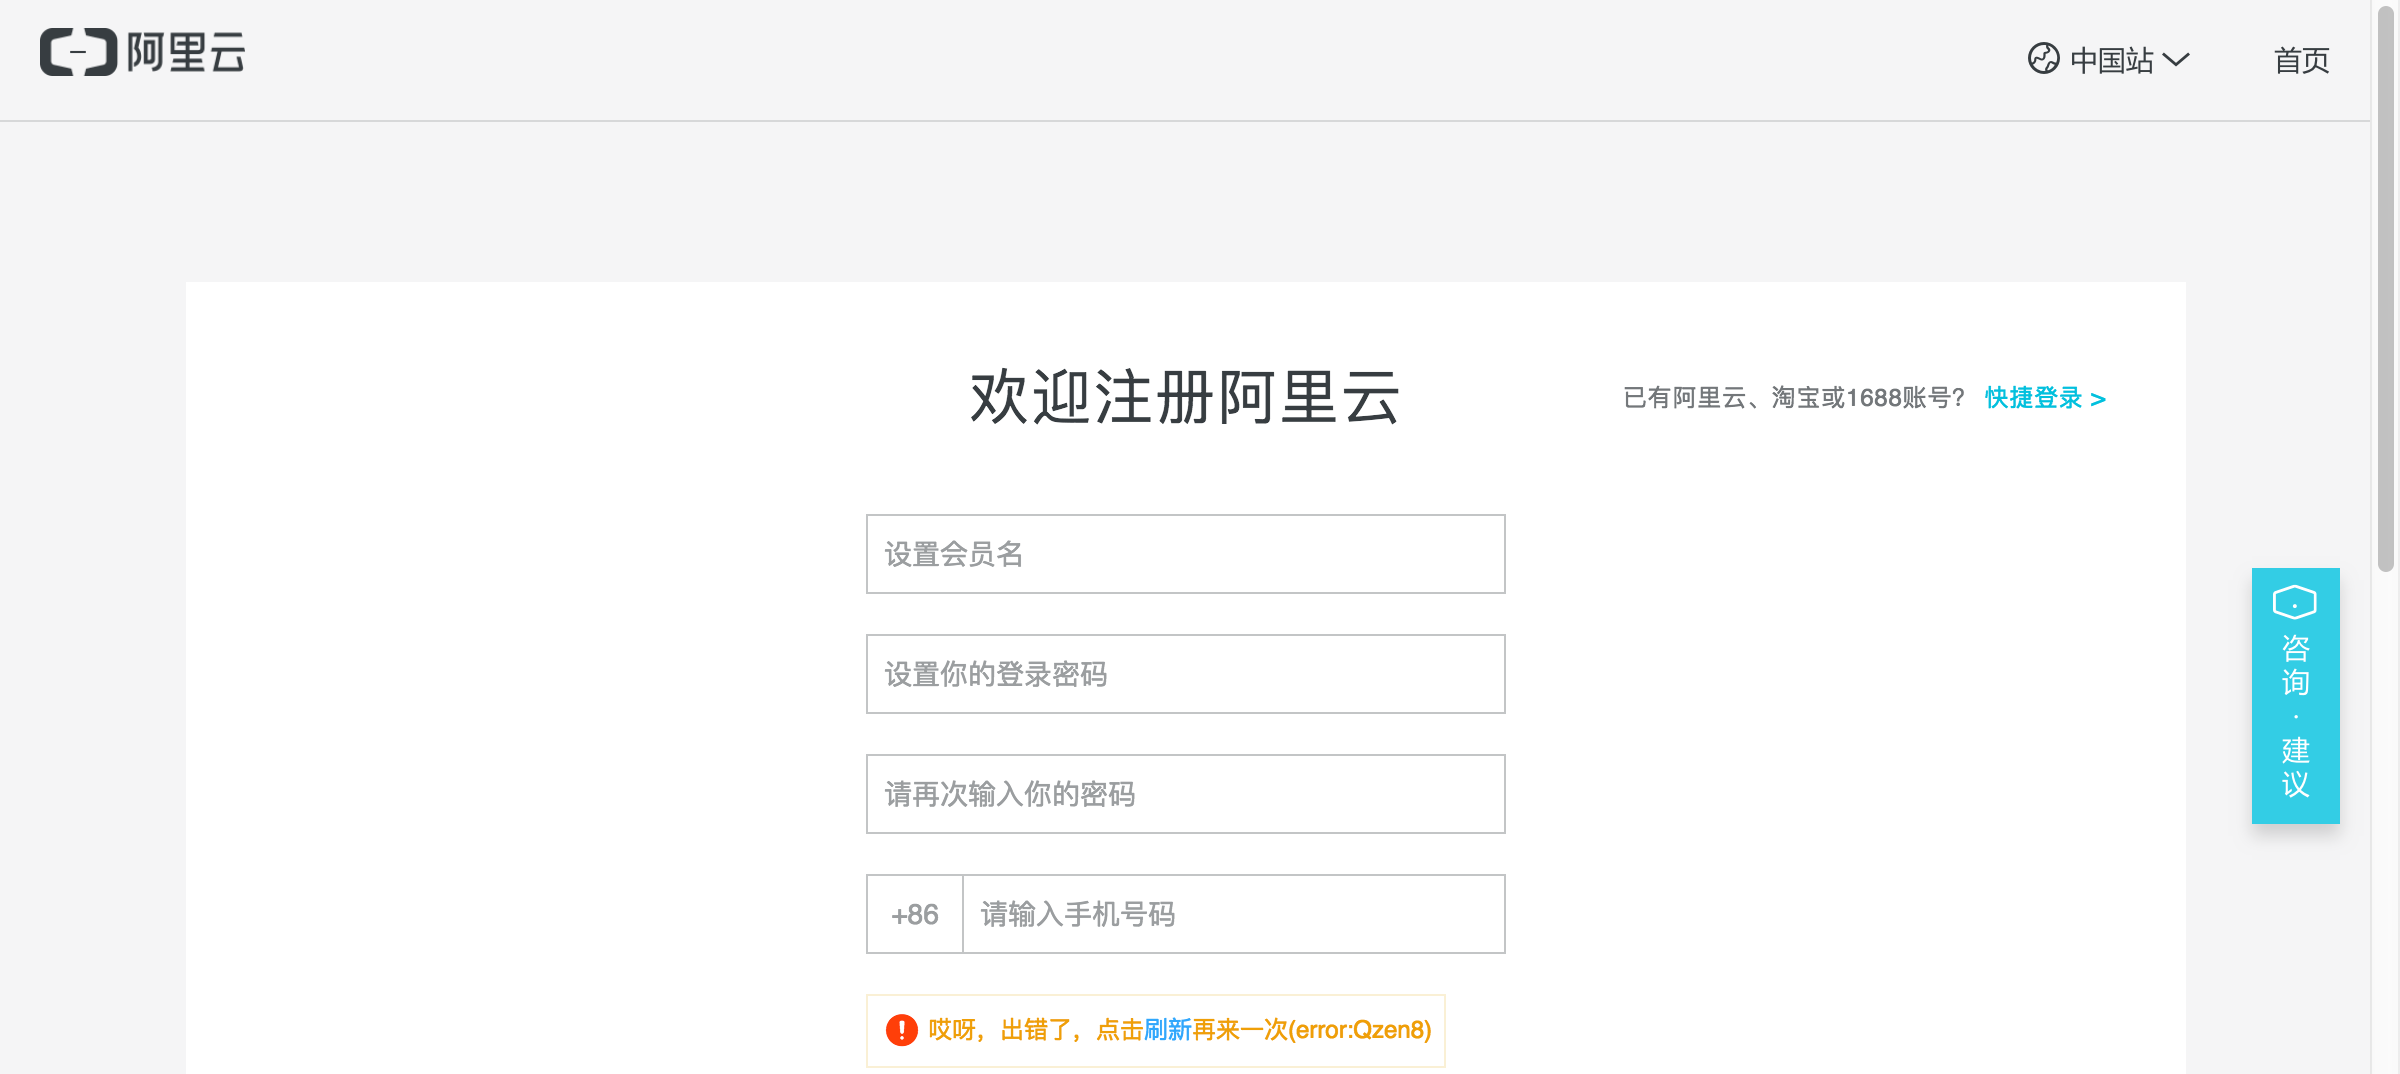 阿里云
中国站
首页
欢迎注册阿里云
已有阿里云、淘宝或1688账号? 快捷登录 >
设置会员名
设置你的登录密码
请再次输入你的密码
+86 请输入手机号码
哎呀，出错了，点击刷新再来一次(error:Qzen8)
咨询·建议